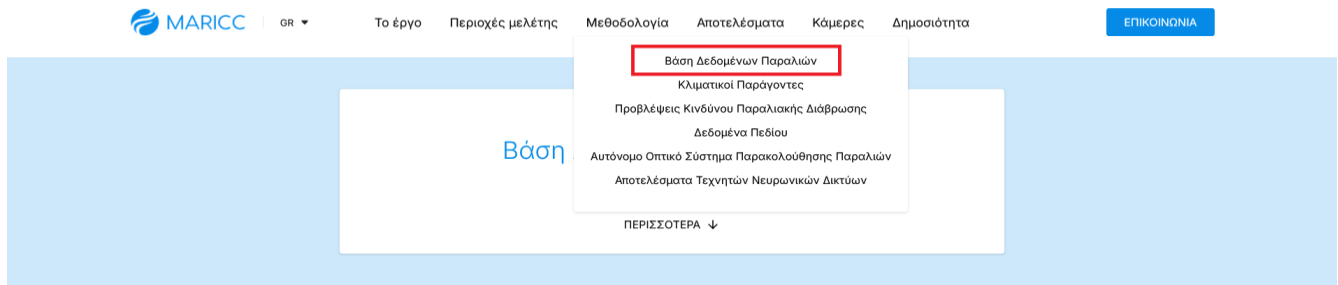 MARICC GR Το έργο Περιοχές μελέτης Μεθοδολογία Αποτελέσματα Κάμερες Δημοσιότητα ΕΠΙΚΟΙΝΩΝΙΑ
Βάση Δεδομένων Παραλιών
Κλιματικοί Παράγοντες
Προβλέψεις Κινδύνου Παραλιακής Διάβρωσης
Δεδομένα Πεδίου
Βάση
Αυτόνομο Οπτικό Σύστημα Παρακολούθησης Παραλιών
Αποτελέσματα Τεχνητών Νευρωνικών Δικτύων
ΠΕΡΙΣΣΟΤΕΡΑ